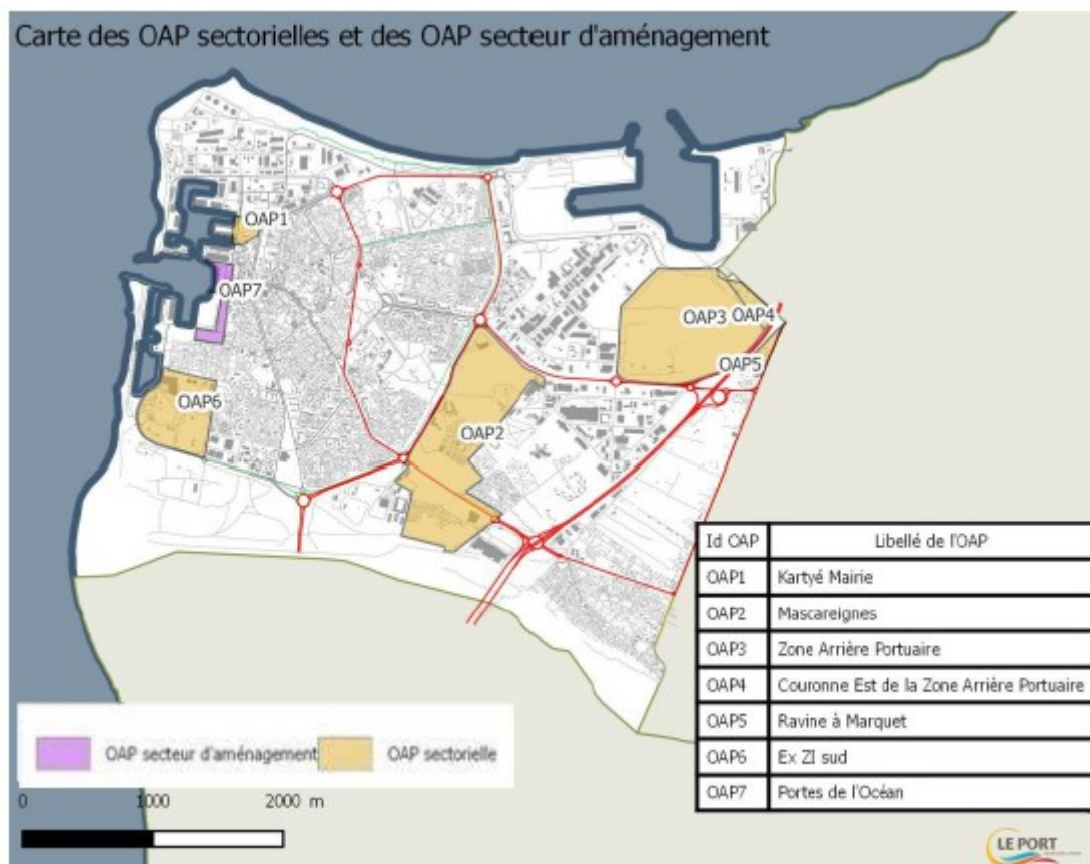 Carte des OAP sectorielles et des OAP secteur d'aménagement
OAP1
OAP7
OAP3
OAP4
OAP5
OAP6
OAP2
Id OAP Libellé de l'OAP
OAP1 Kartyé Mairie
OAP2 Mascareignes
OAP3 Zone Arrière Portuaire
OAP4 Couronne Est de la Zone Arrière Portuaire
OAP5 Ravine à Marquet
OAP6 Ex ZI sud
OAP7 Portes de l'Océan
OAP secteur d'aménagement OAP sectorielle
0 1000 2000 m
LE PORT